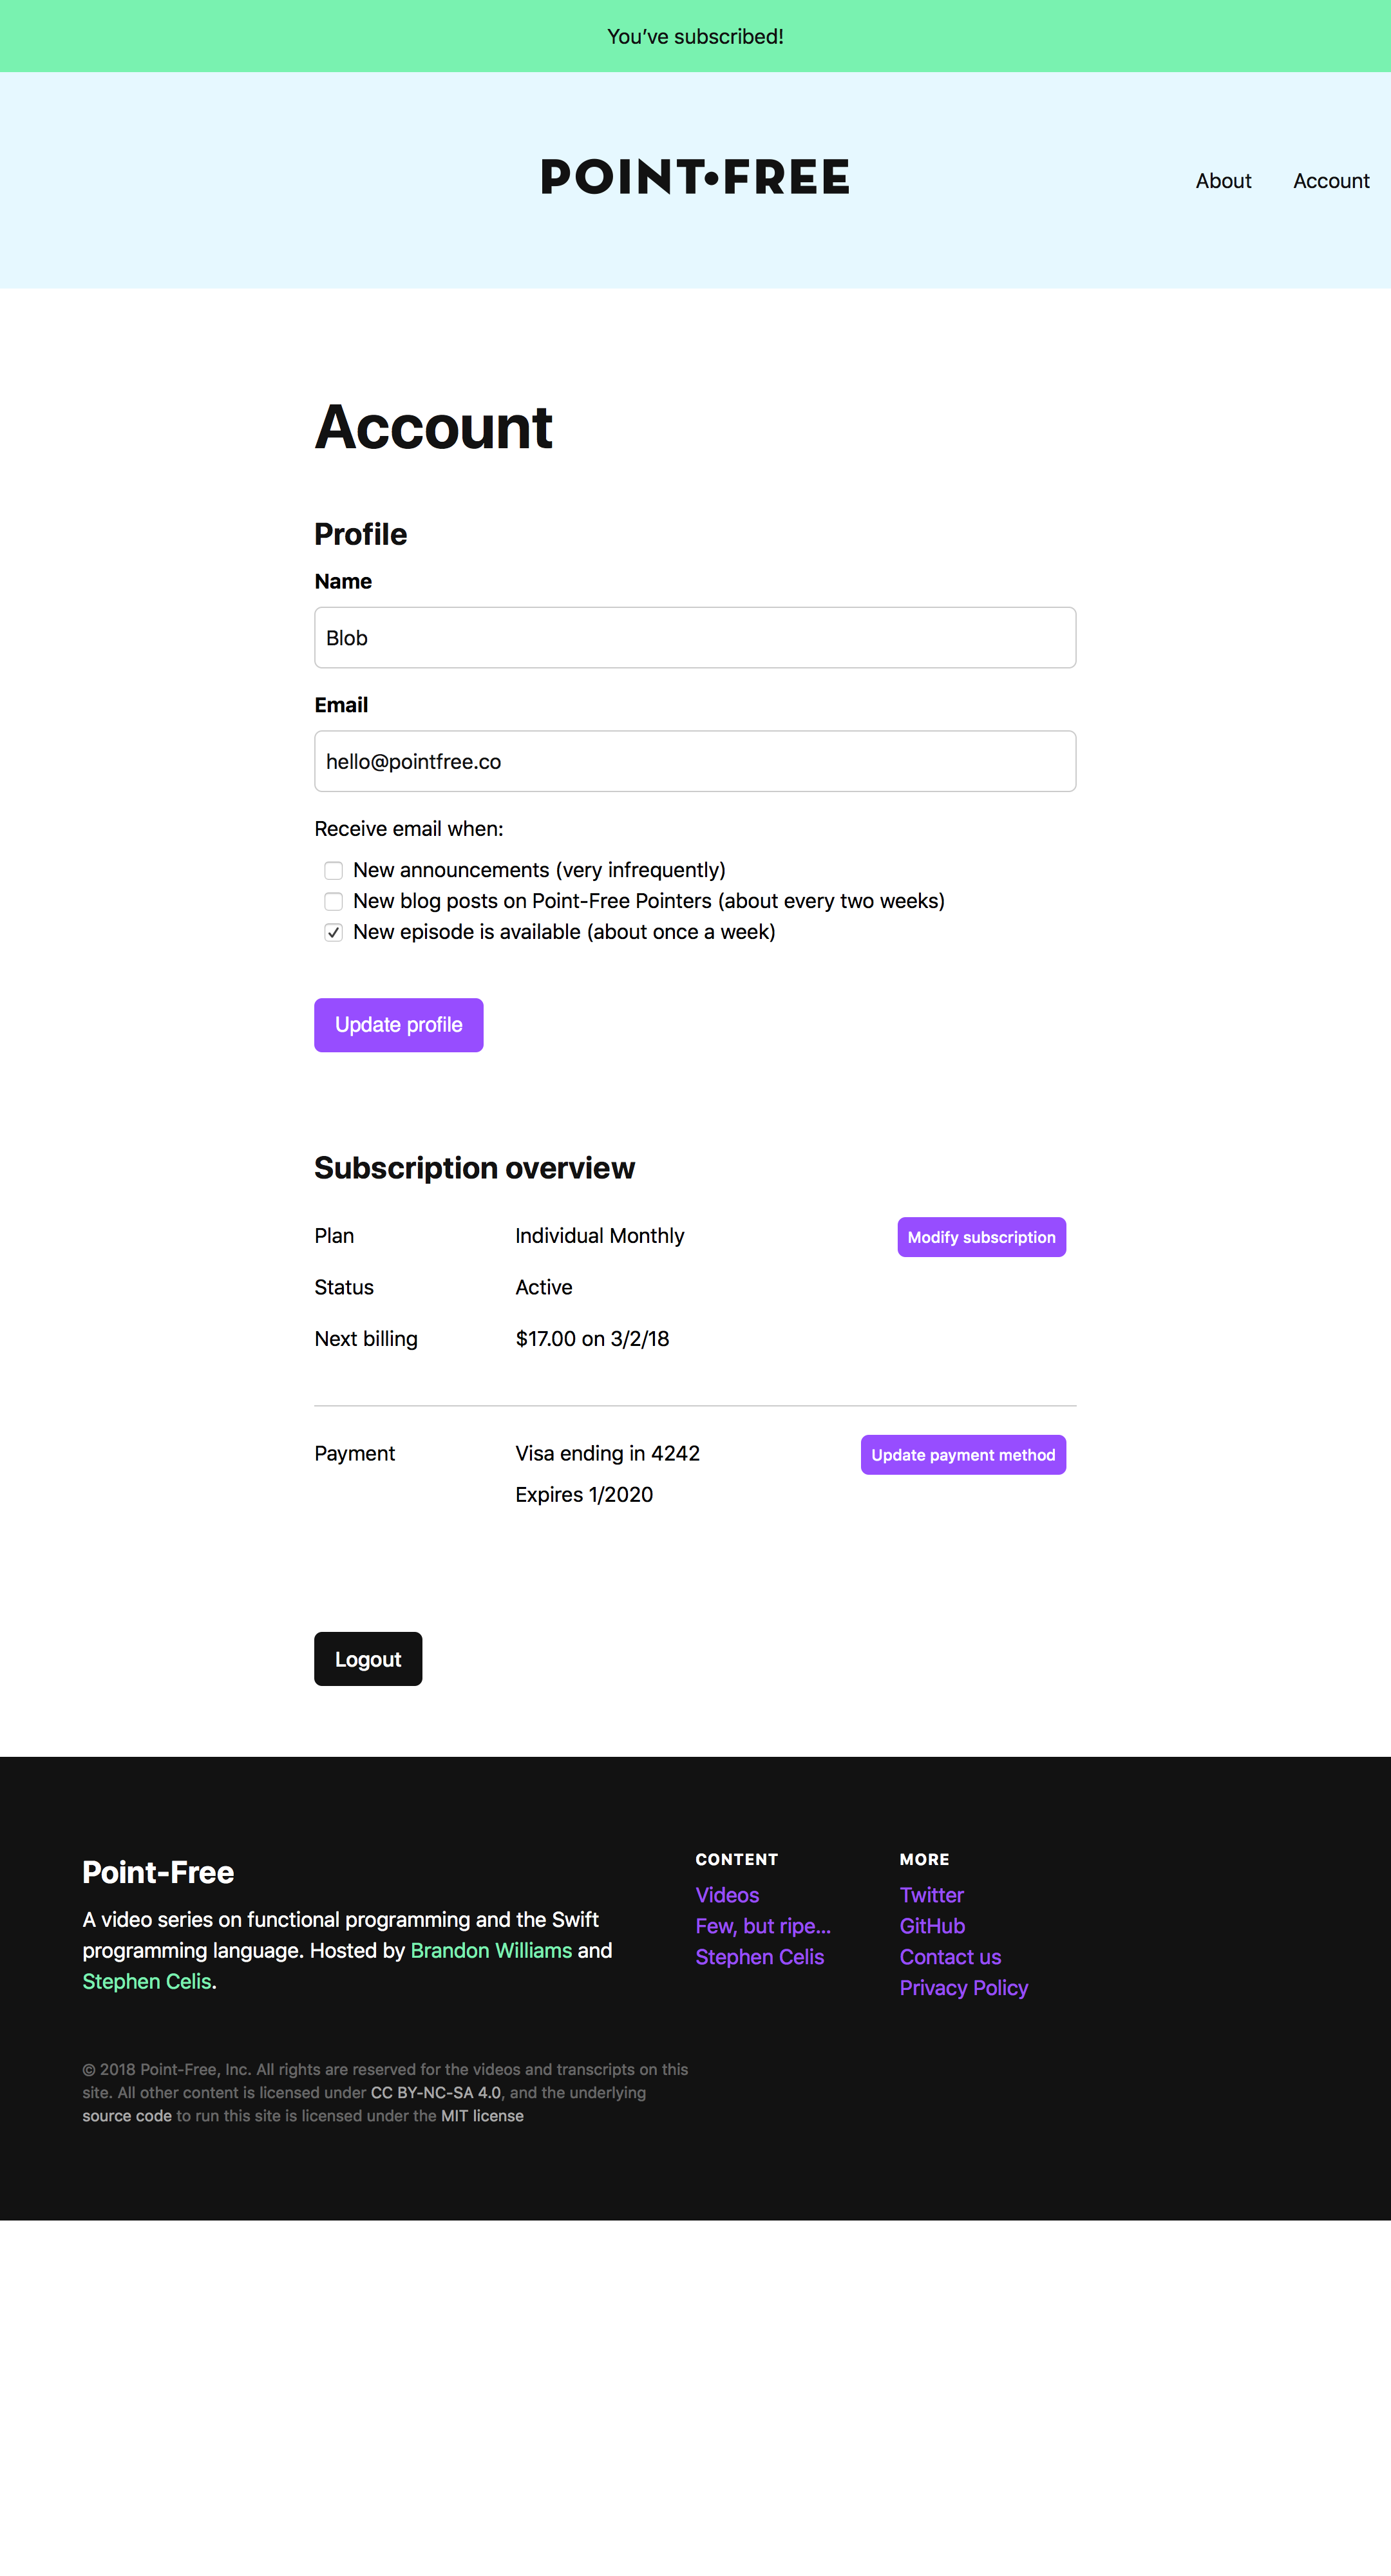 You’ve subscribed!
POINT•FREE
About Account
Account
Profile
Name
Blob
Email
hello@pointfree.co
Receive email when:
New announcements (very infrequently)
New blog posts on Point-Free Pointers (about every two weeks)
New episode is available (about once a week)
Update profile
Subscription overview
Plan Individual Monthly Modify subscription
Status Active
Next billing $17.00 on 3/2/18
Payment Visa ending in 4242 Update payment method
Expires 1/2020
Logout
Point-Free
A video series on functional programming and the Swift
programming language. Hosted by Brandon Williams and
Stephen Celis.
CONTENT
Videos
Few, but ripe…
Stephen Celis
MORE
Twitter
GitHub
Contact us
Privacy Policy
© 2018 Point-Free, Inc. All rights are reserved for the videos and transcripts on this
site. All other content is licensed under CC BY-NC-SA 4.0, and the underlying
source code to run this site is licensed under the MIT license